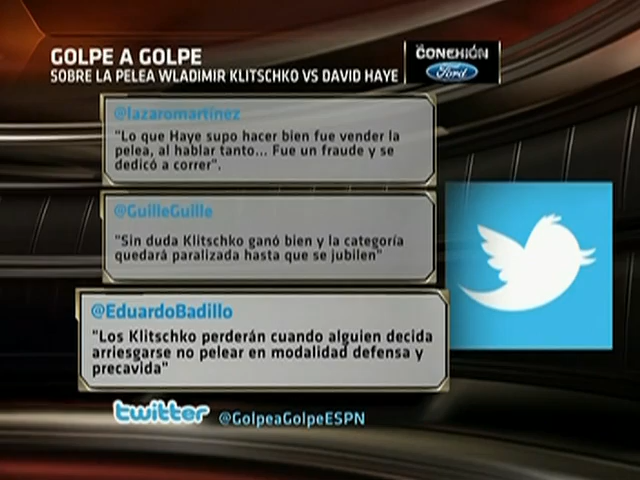 GOLPE A GOLPE
SOBRE LA PELEA WLADIMIR KLITSCHKO VS DAVID HAYE
CONEXIÓN
Ford
@lazaromartinez
"Lo que Haye supo hacer bien fue vender la
pelea, al hablar tanto... Fue un fraude y se
dedicó a correr".
@GuilleGuille
"Sin duda Klitschko ganó bien y la categoría
quedará paralizada hasta que se jubilen"
@EduardoBadillo
"Los Klitschko perderán cuando alguien decida
arriesgarse no pelear en modalidad defensa y
precavida"
twitter @GolpeaGolpeESPN